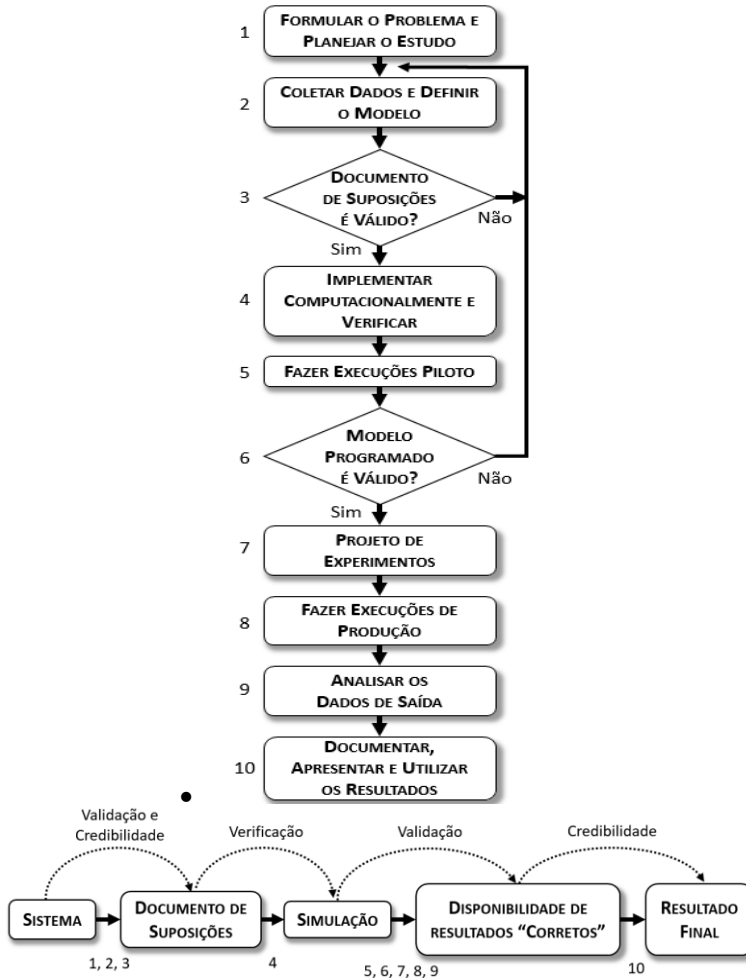 1
FORMULAR O PROBLEMA E
PLANEJAR O ESTUDO
2
COLETAR DADOS E DEFINIR
O MODELO
3
DOCUMENTO
DE SUPOSIÇÕES
É VÁLIDO?
Não
Sim
4
IMPLEMENTAR
COMPUTACIONALMENTE E
VERIFICAR
5
FAZER EXECUÇÕES PILOTO
6
MODELO
PROGRAMADO
É VÁLIDO?
Não
Sim
7
PROJETO DE
EXPERIMENTOS
8
FAZER EXECUÇÕES DE
PRODUÇÃO
9
ANALISAR OS
DADOS DE SAÍDA
10
DOCUMENTAR,
APRESENTAR E UTILIZAR
OS RESULTADOS
Validação e
Credibilidade
Verificação
Validação
Credibilidade
SISTEMA
DOCUMENTO DE
SUPOSIÇÕES
SIMULAÇÃO
DISPONIBILIDADE DE
RESULTADOS “CORRETOS”
RESULTADO
FINAL
1, 2, 3
4
5, 6, 7, 8, 9
10